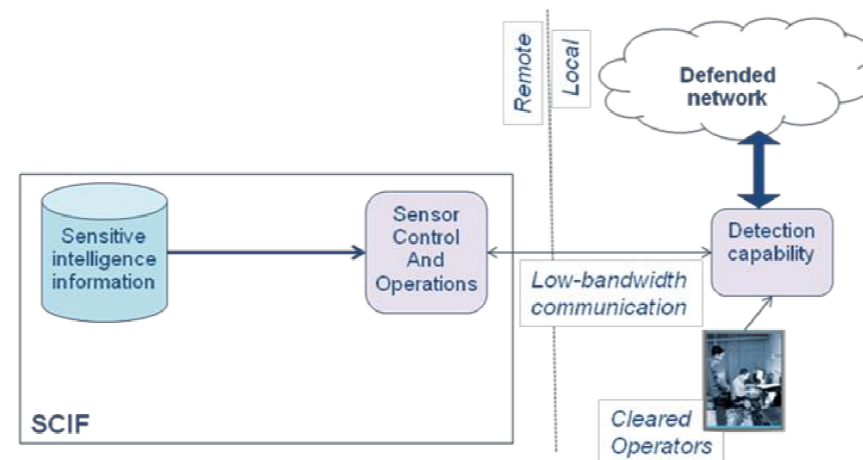 Remote
Local
Defended
network
Sensitive
intelligence
information
Sensor
Control
And
Operations
Detection
capability
Low-bandwidth
communication
SCIF
Cleared
Operators